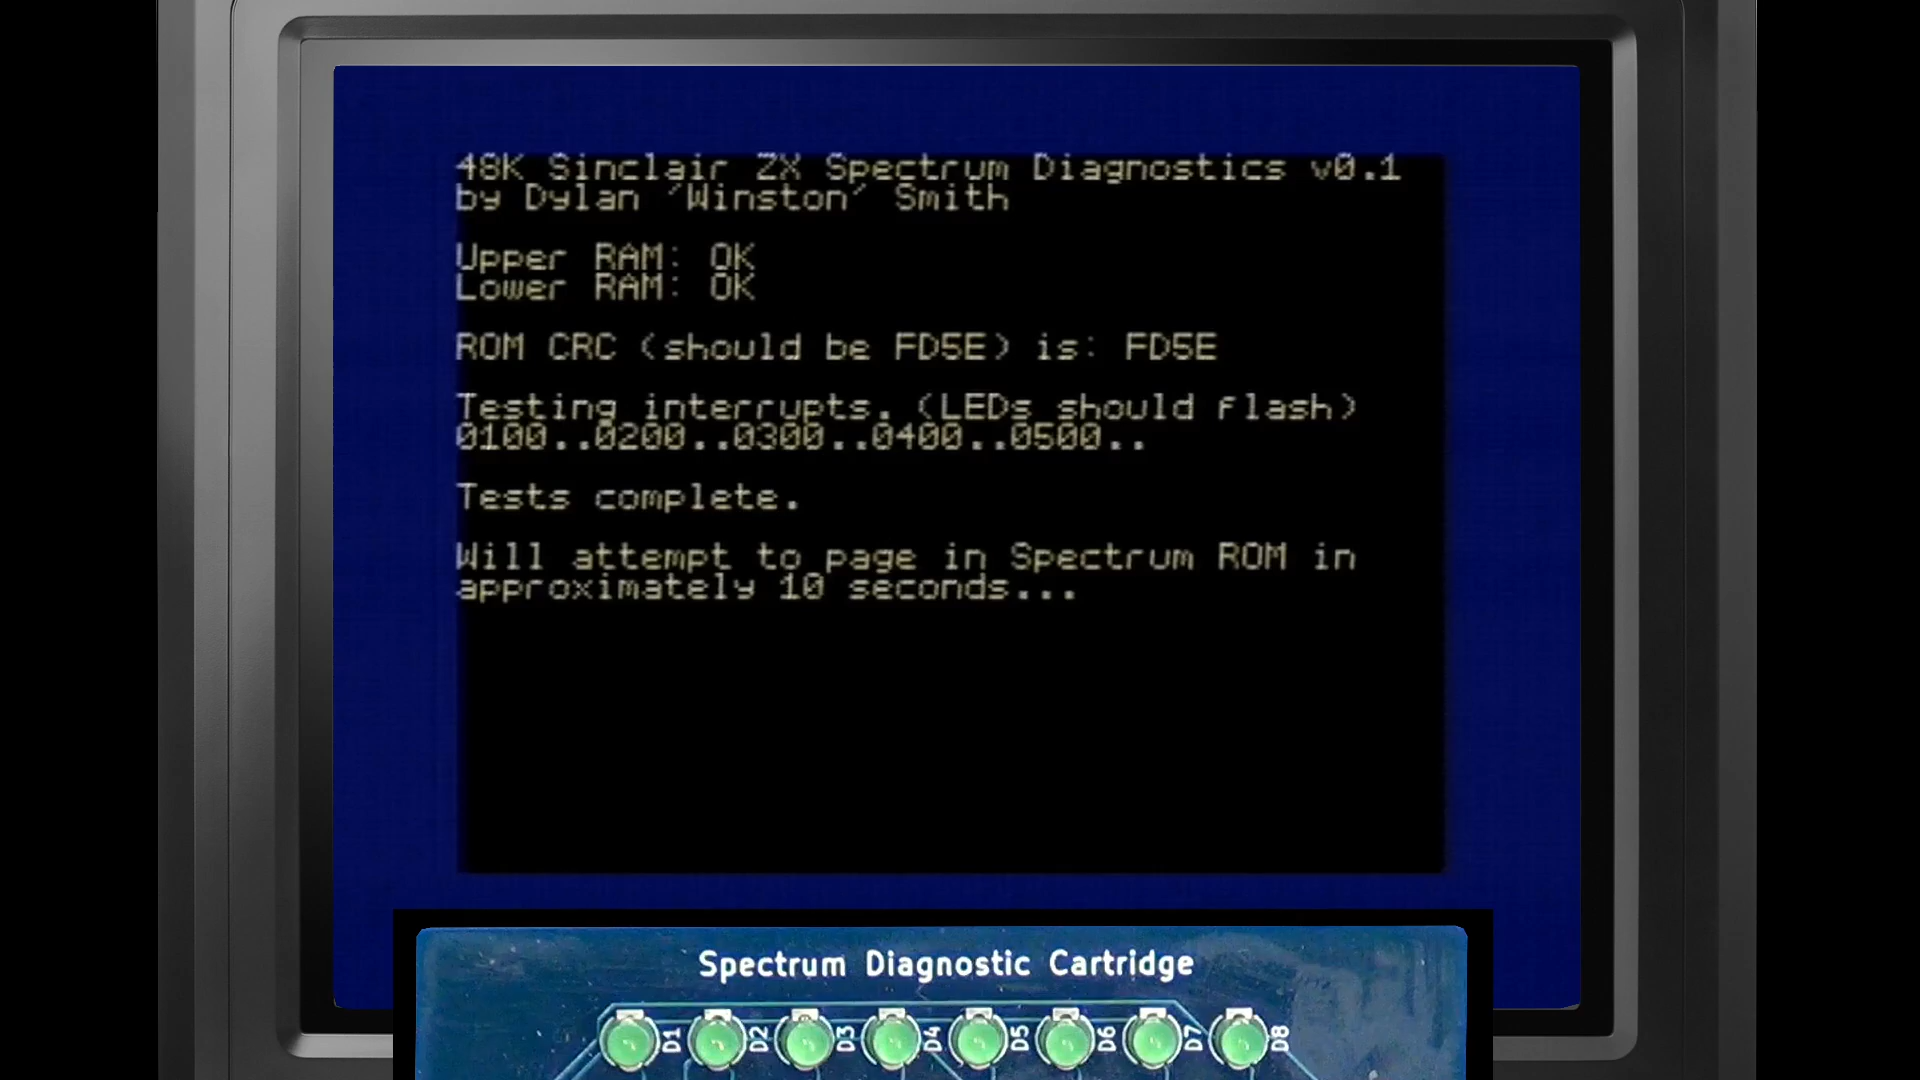 48K Sinclair ZX Spectrum Diagnostics v0.1
by Dylan 'Winston' Smith
Upper RAM: OK
Lower RAM: OK
ROM CRC (should be FD5E) is: FD5E
Testing interrupts. (LEDs should flash)
0100..0200..0300..0400..0500..
Tests complete.
Will attempt to page in Spectrum ROM in
approximately 10 seconds...
Spectrum Diagnostic Cartridge
D1 D2 D3 D4 D5 D6 D7 D8